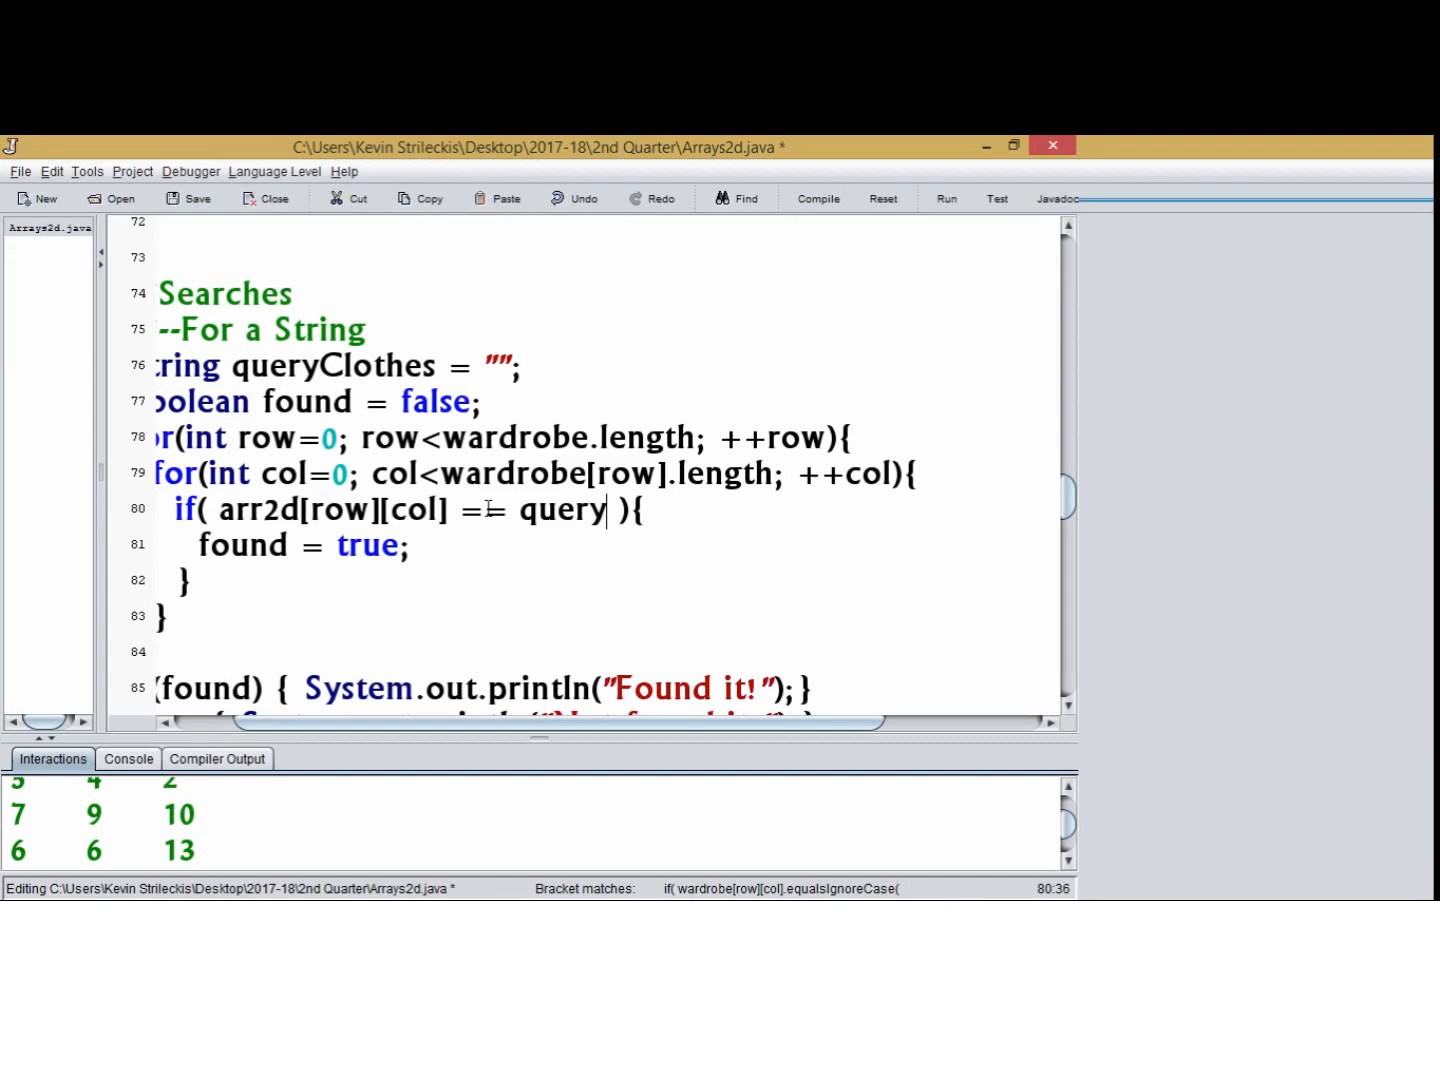 C:\Users\Kevin Strileckis\Desktop\2017-18\2nd Quarter\Arrays2d.java *
File Edit Tools Project Debugger Language Level Help
New Open Save Close Cut Copy Paste Undo Redo Find Compile Reset Run Test Javadoc
Arrays2d.java
72
73
74 Searches
75 --For a String
76 tring queryClothes = "";
77 oolean found = false;
78 or(int row=0; row<wardrobe.length; ++row){
79 for(int col=0; col<wardrobe[row].length; ++col){
80 if( arr2d[row][col] == query ){
81 found = true;
82 }
83 }
84
85 (found) { System.out.println("Found it!");}
Interactions Console Compiler Output
5 4 2
7 9 10
6 6 13
Editing C:\Users\Kevin Strileckis\Desktop\2017-18\2nd Quarter\Arrays2d.java * Bracket matches: if( wardrobe[row][col].equalsIgnoreCase( 80:36